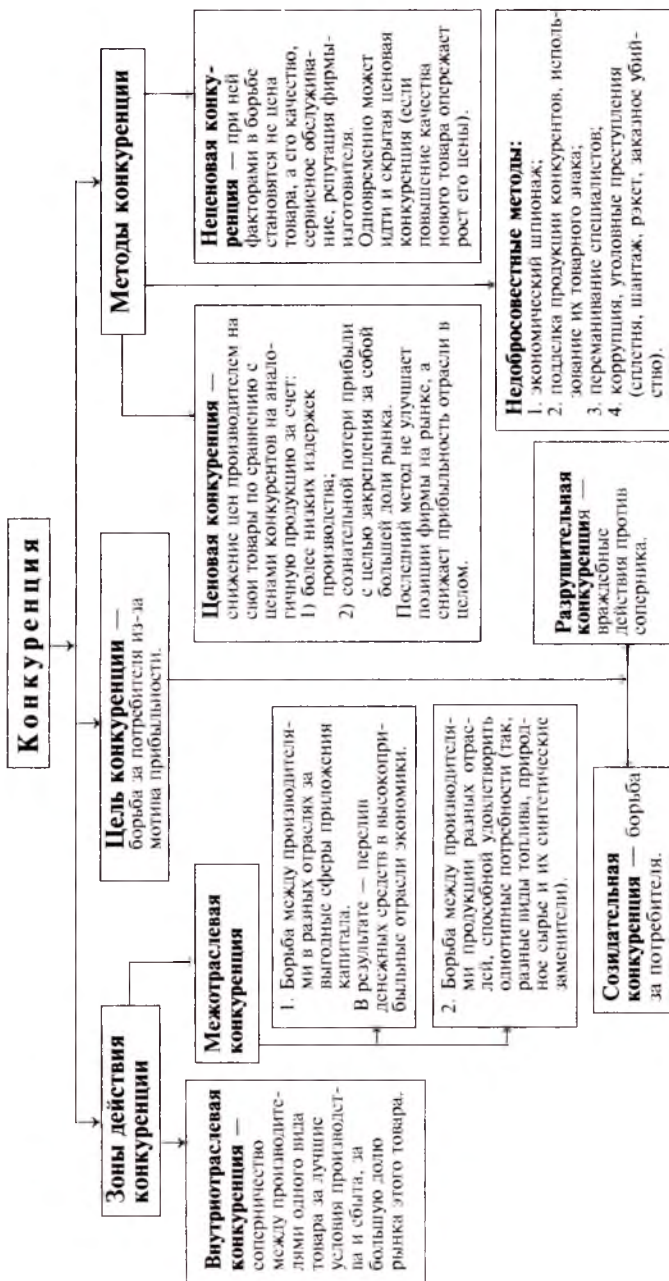 Конкуренция
Зоны действия
конкуренции
Внутриотраслевая
конкуренция —
соперничество
между производите-
лями одного вида
товара за лучшие
условия производст-
ва и сбыта, за
большую долю
рынка этого товара.
Межотраслевая
конкуренция
1. Борьба между производителя-
ми в разных отраслях за
выгодные сферы приложения
капитала.
В результате — перелив
денежных средств в высокопри-
быльные отрасли экономики.
2. Борьба между производителя-
ми продукции разных отрас-
лей, способной удовлетворить
однотипные потребности (так,
разные виды топлива, природ-
ное сырье и их синтетические
заменители).
Цель конкуренции —
борьба за потребителя из-за
мотива прибыльности.
Созидательная
конкуренция — борьба
за потребителя.
Разрушительная
конкуренция —
враждебные
действия против
соперника.
Методы конкуренции
Ценовая конкуренция —
снижение цен производителем на
свои товары по сравнению с
ценами конкурентов на анало-
гичную продукцию за счет:
1) более низких издержек
производства;
2) сознательной потери прибыли
с целью закрепления за собой
большей доли рынка.
Последний метод не улучшает
позиции фирмы на рынке, а
снижает прибыльность отрасли в
целом.
Неценовая конку-
ренция — при ней
факторами в борьбе
становятся не цена
товара, а его качество,
сервисное обслужива-
ние, репутация фирмы-
изготовителя.
Одновременно может
идти и скрытая ценовая
конкуренция (если
повышение качества
нового товара опережает
рост его цены).
Недобросовестные методы:
1. экономический шпионаж;
2. подделка продукции конкурентов, исполь-
зование их товарного знака;
3. переманивание специалистов;
4. коррупция, уголовные преступления
(сплетня, шантаж, рэкет, заказное убий-
ство).